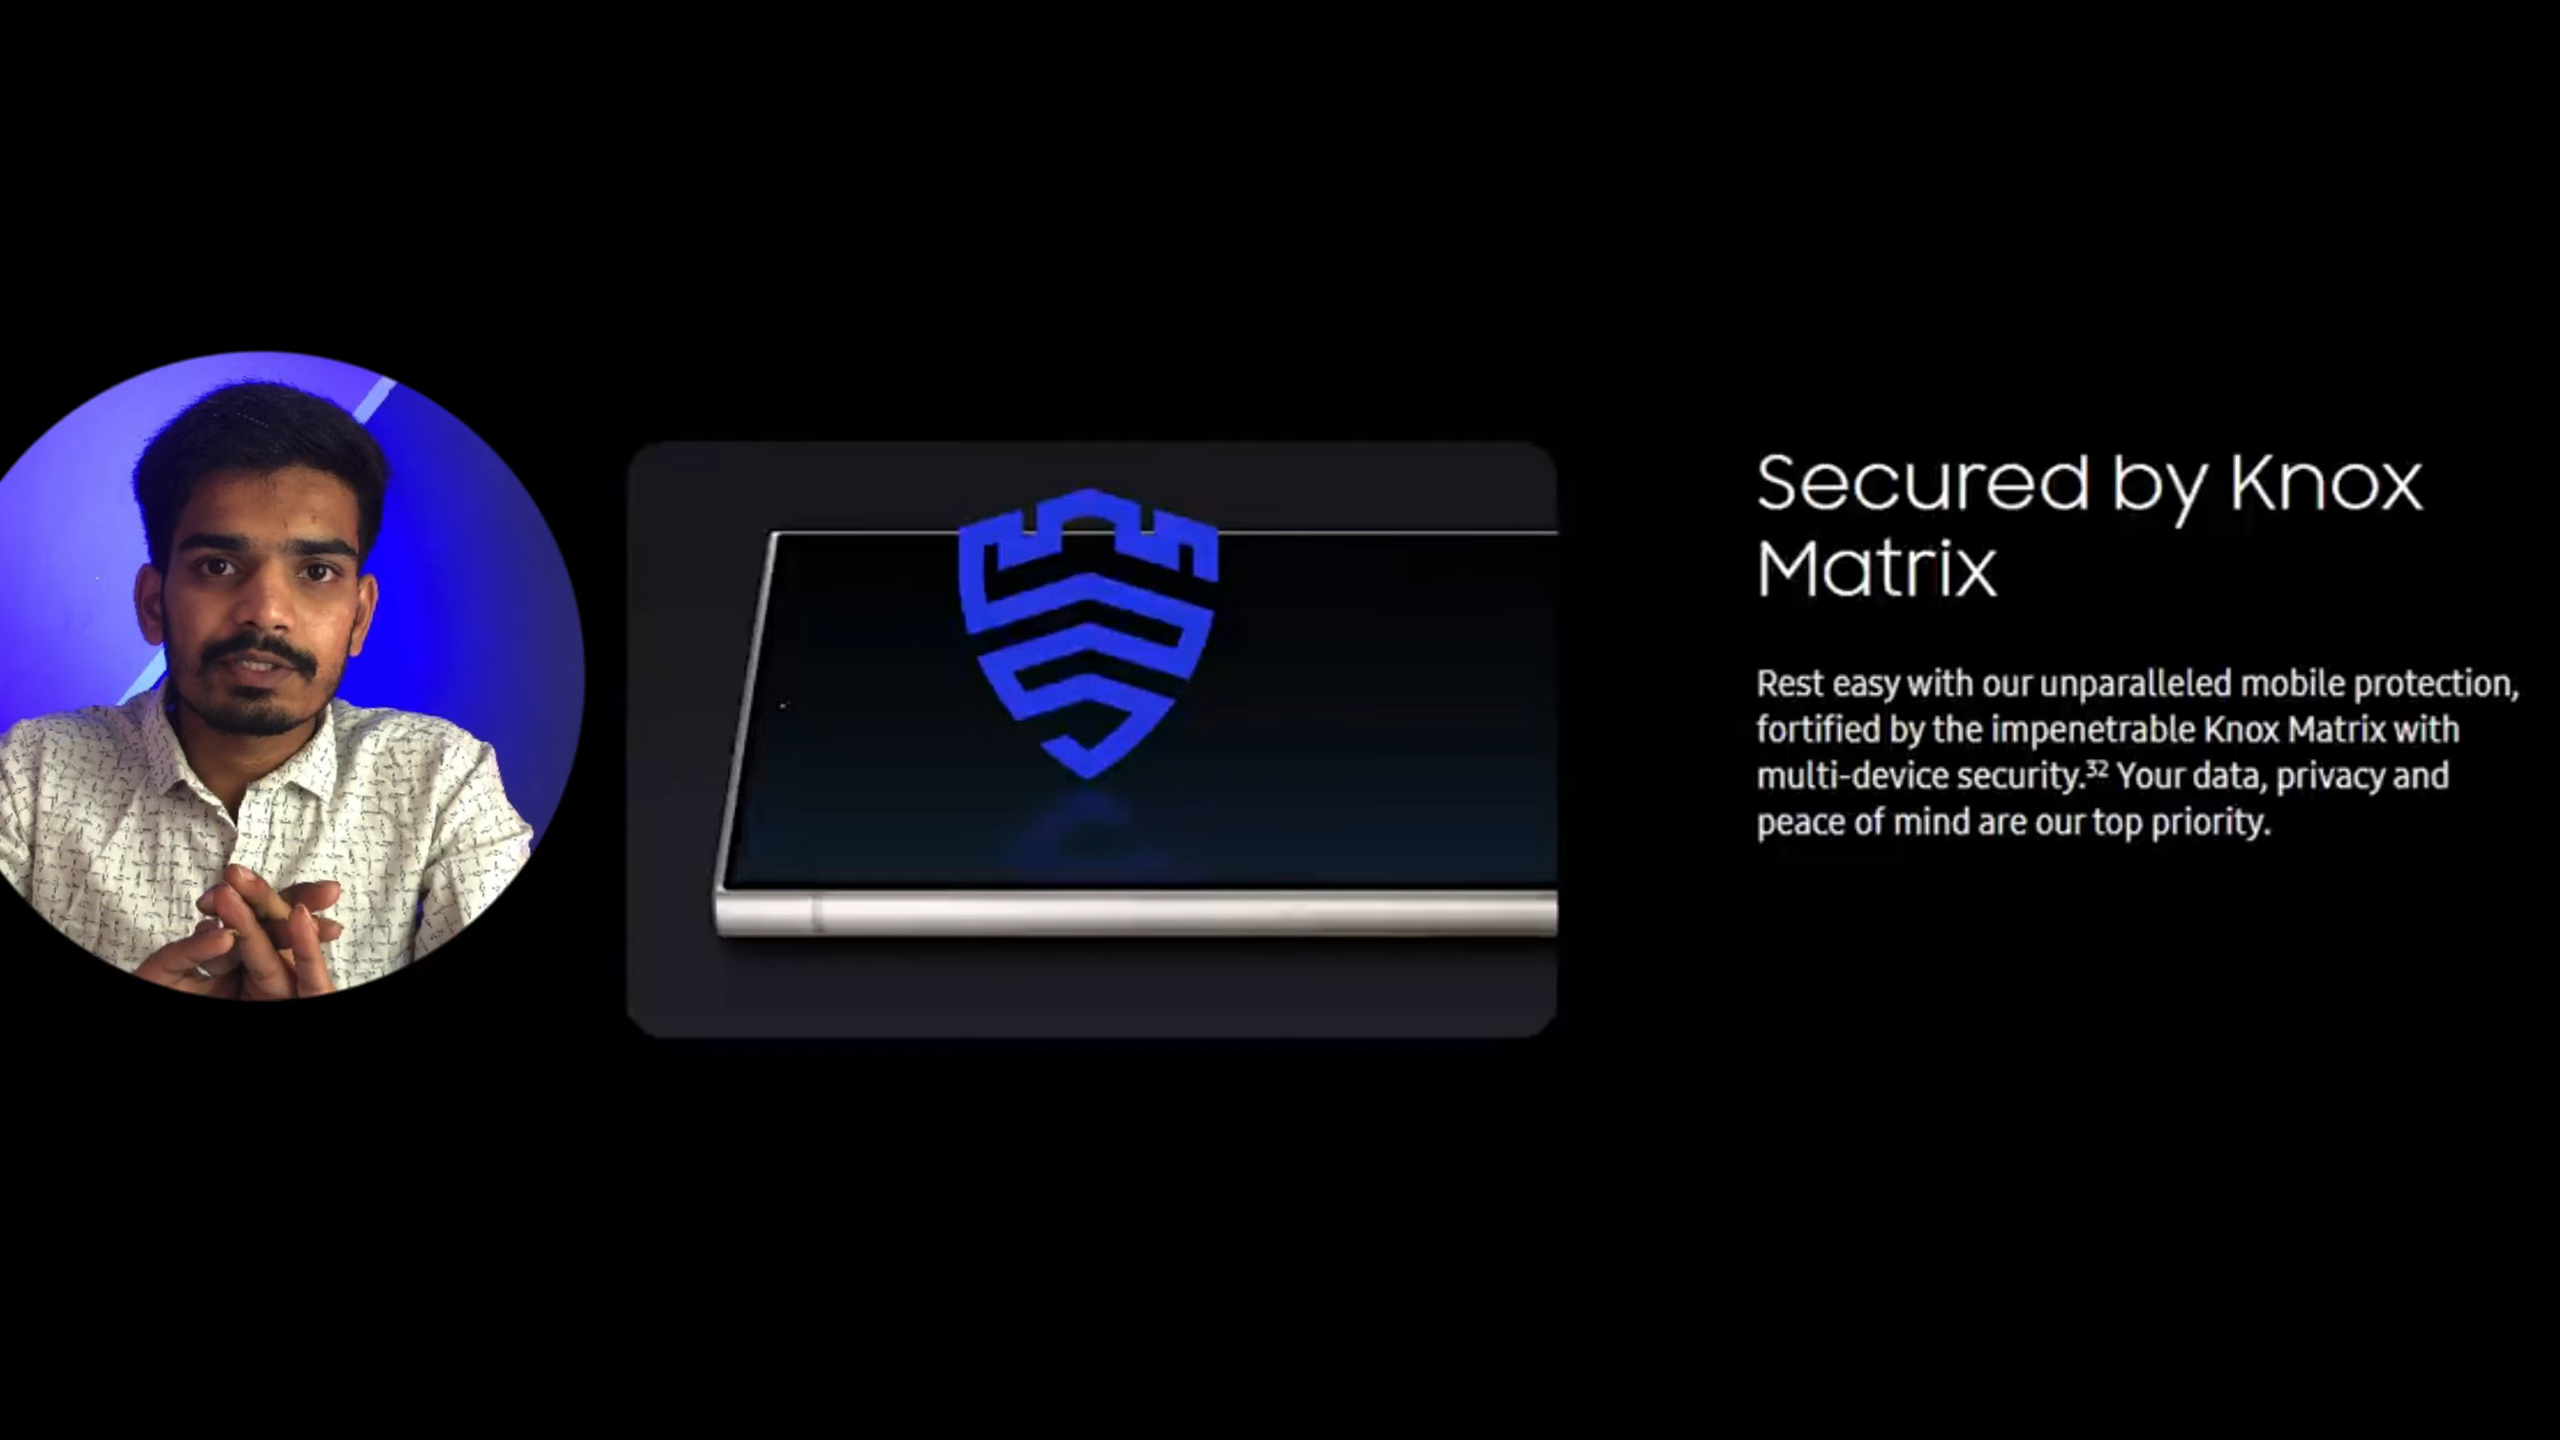 Secured by Knox
Matrix
Rest easy with our unparalleled mobile protection,
fortified by the impenetrable Knox Matrix with
multi-device security.³² Your data, privacy and
peace of mind are our top priority.